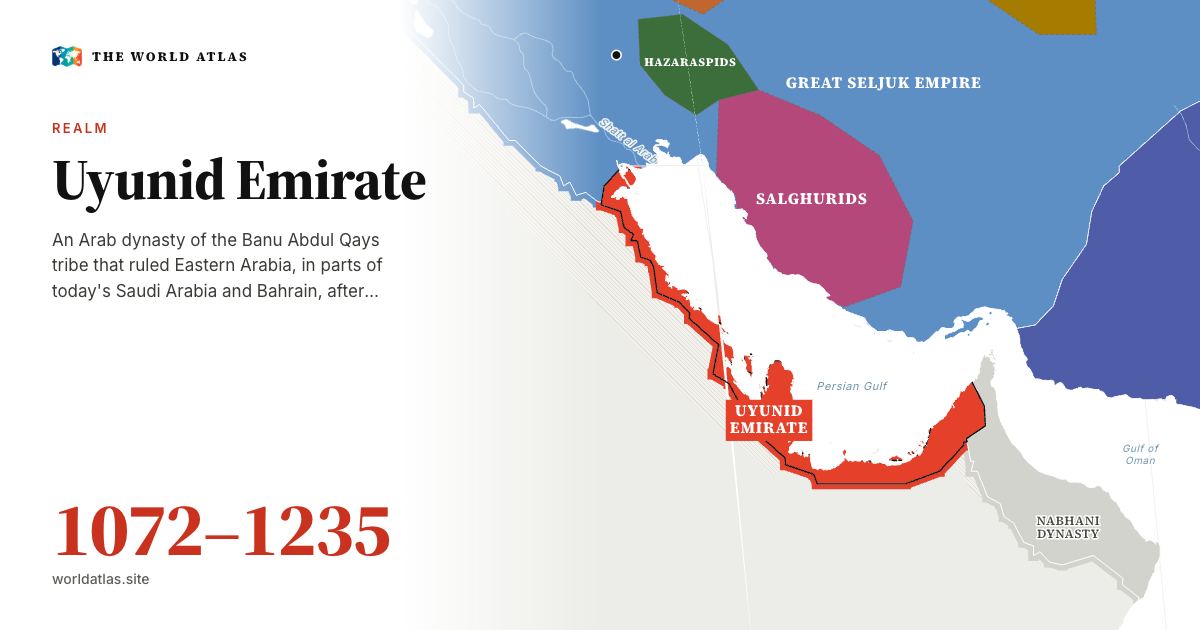 THE WORLD ATLAS
REALM
Uyunid Emirate
An Arab dynasty of the Banu Abdul Qays
tribe that ruled Eastern Arabia, in parts of
today's Saudi Arabia and Bahrain, after...
1072–1235
worldatlas.site
HAZARASPIDS
GREAT SELJUK EMPIRE
Shatt al Arab
SALGHURIDS
Persian Gulf
UYUNID
EMIRATE
Gulf of
Oman
NABHANI
DYNASTY